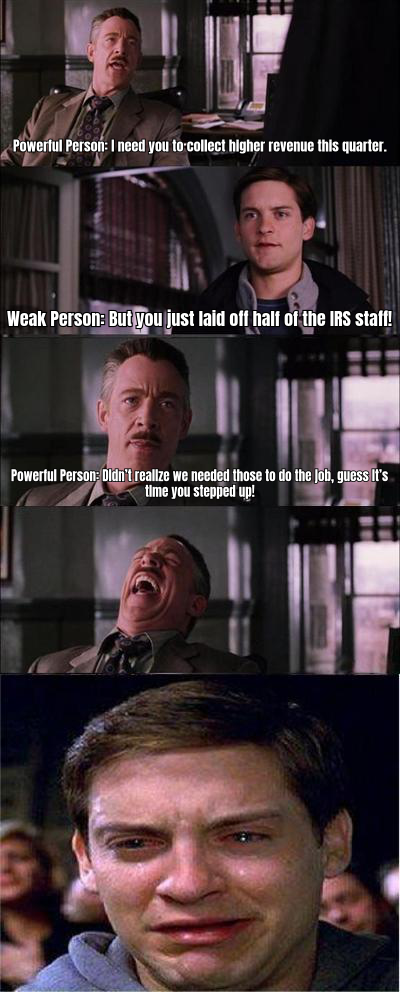 Powerful Person: I need you to collect higher revenue this quarter.
Weak Person: But you just laid off half of the IRS staff!
Powerful Person: Didn't realize we needed those to do the job, guess it's
time you stepped up!